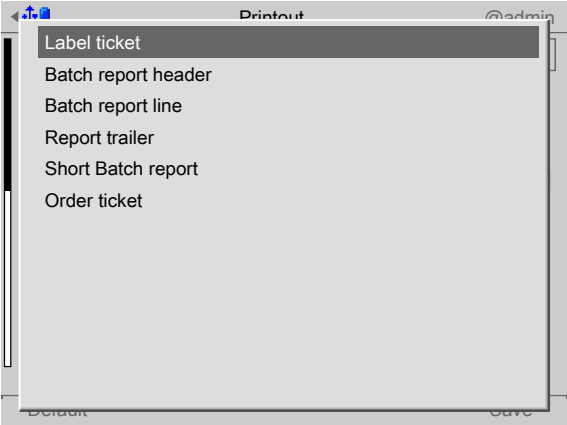 Printout
@admin
Label ticket
Batch report header
Batch report line
Report trailer
Short Batch report
Order ticket
Default
Save